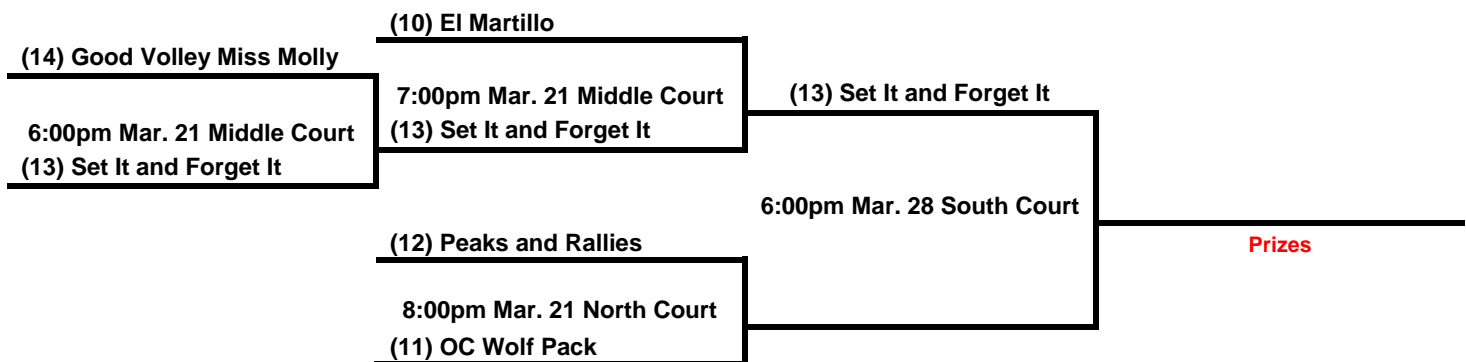 (10) El Martillo
(14) Good Volley Miss Molly
7:00pm Mar. 21 Middle Court
(13) Set It and Forget It
6:00pm Mar. 21 Middle Court
(13) Set It and Forget It
(13) Set It and Forget It
6:00pm Mar. 28 South Court
(12) Peaks and Rallies
Prizes
8:00pm Mar. 21 North Court
(11) OC Wolf Pack